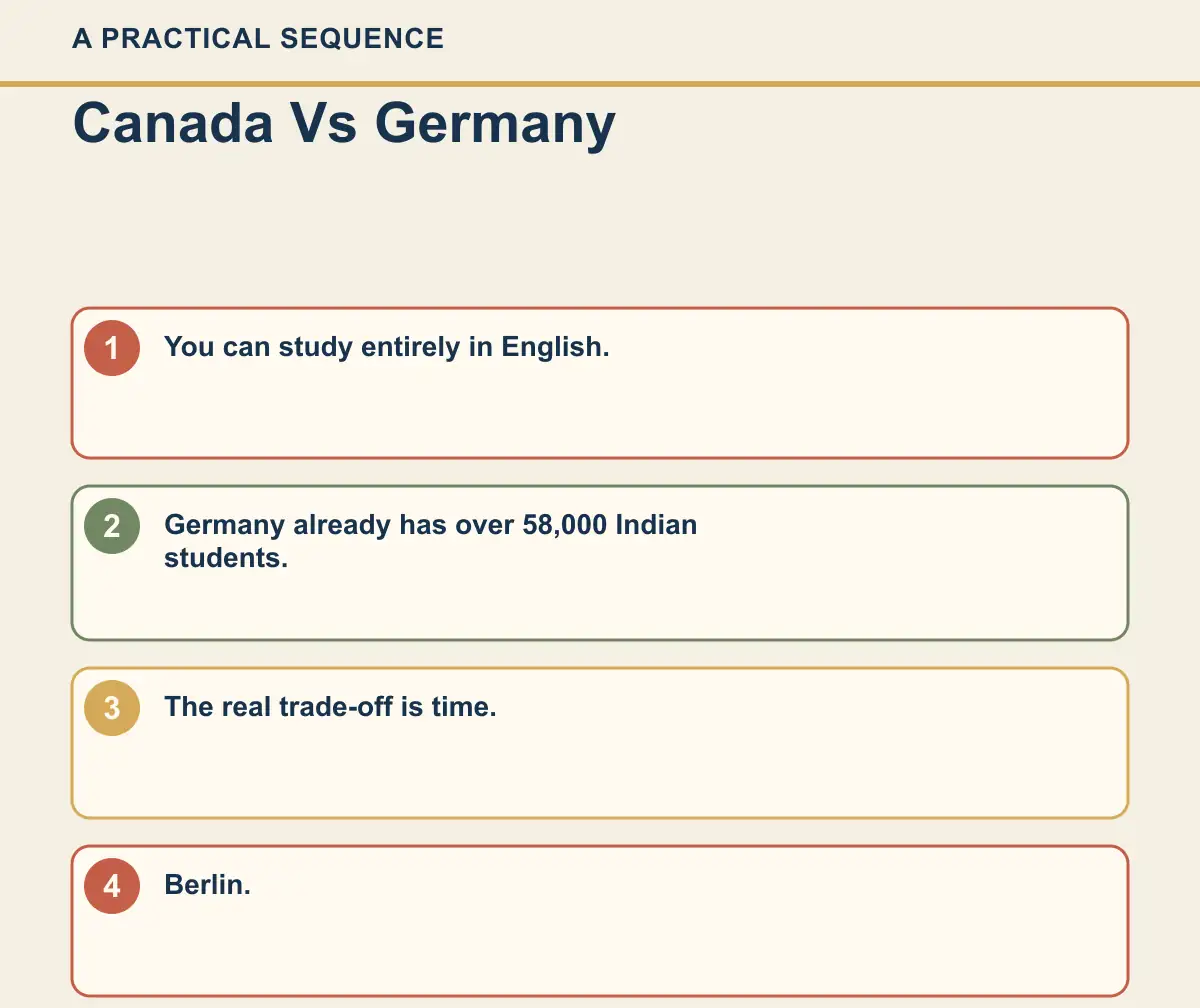 A PRACTICAL SEQUENCE
Canada Vs Germany
1
You can study entirely in English.
2
Germany already has over 58,000 Indian
students.
3
The real trade-off is time.
4
Berlin.